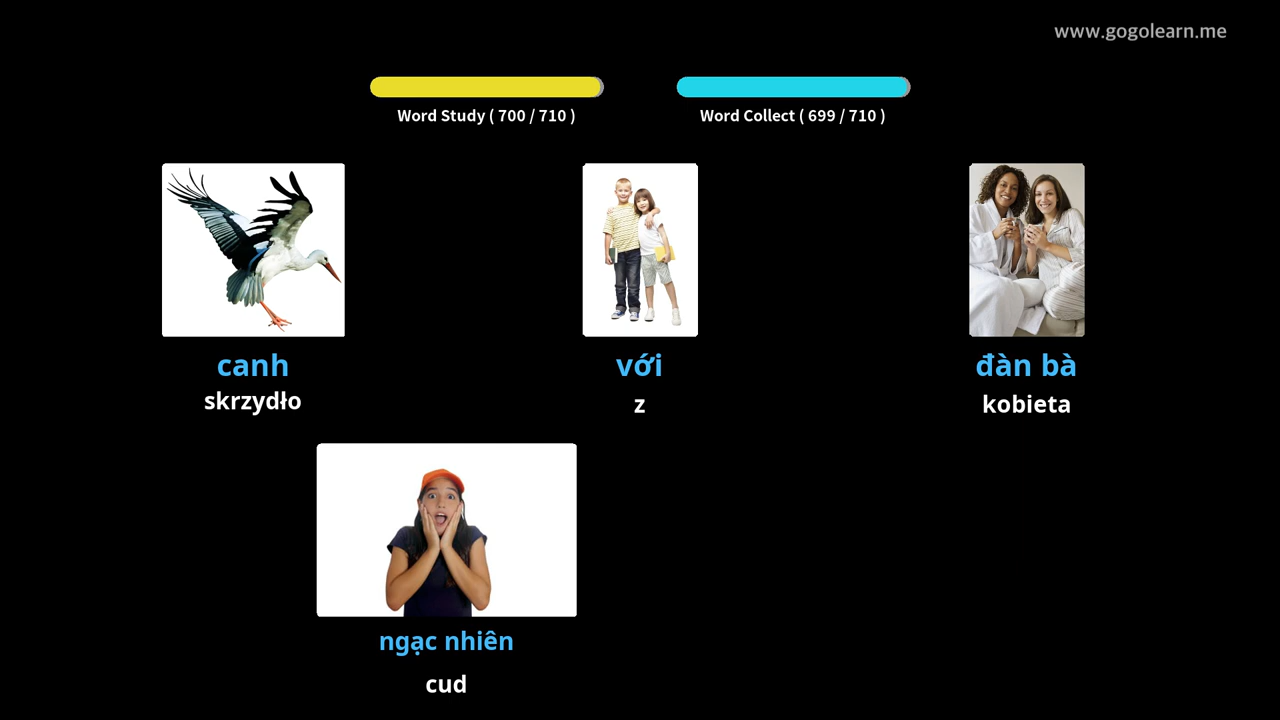 www.gogolearn.me
Word Study ( 700 / 710 )
Word Collect ( 699 / 710 )
canh
skrzydło
với
z
đàn bà
kobieta
ngạc nhiên
cud